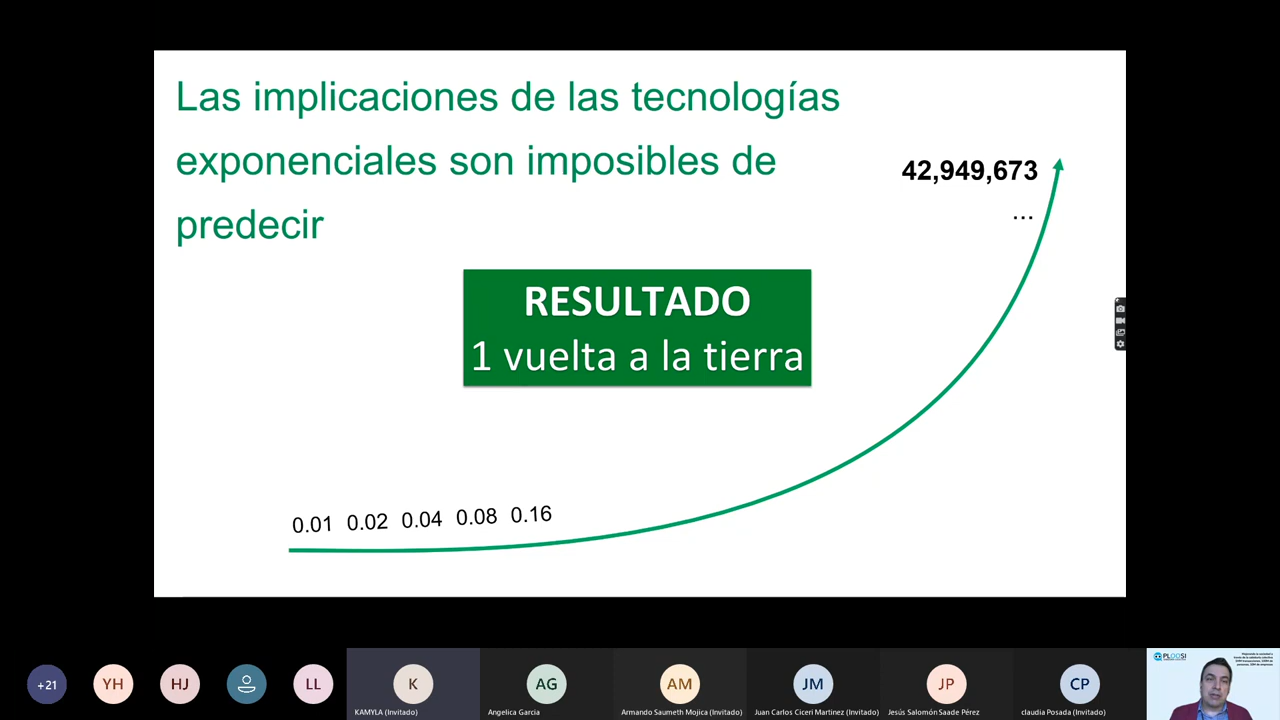 Las implicaciones de las tecnologías
exponenciales son imposibles de
predecir
42,949,673
...
RESULTADO
1 vuelta a la tierra
0.01 0.02 0.04 0.08 0.16
+21
YH
HJ
LL
K
AG
AM
JM
JP
CP
KAMYLA (Invitado)
Angelica Garcia
Armando Saumeth Mojica (Invitado)
Juan Carlos Ciceri Martinez (Invitado)
Jesús Salomón Saade Pérez
claudia Posada (Invitado)